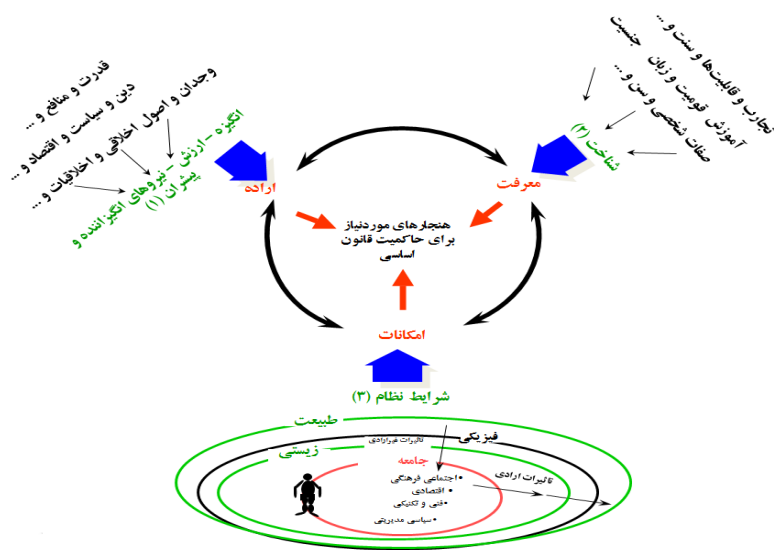 قدرت و منافع و ...
دین و سیاست و اقتصاد و ...
وجدان و اصول اخلاقی و اخلاقیات و ...
انگیزه - ارزش - نیروهای انگیزاننده و
پیشران (۱)
اراده
تجارب و قابلیت‌ها و سنت و ...
آموزش قومیت و زبان جنسیت
صفات شخصی و سن و ...
شناخت (۲)
معرفت
هنجارهای موردنیاز
برای حاکمیت قانون
اساسی
امکانات
شرایط نظام (۳)
طبیعت
فیزیکی
تاثیرات غیرارادی
زیستی
جامعه
•اجتماعی فرهنگی
• اقتصادی
•فنی و تکنیکی
•سیاسی مدیریتی
تاثیرات ارادی